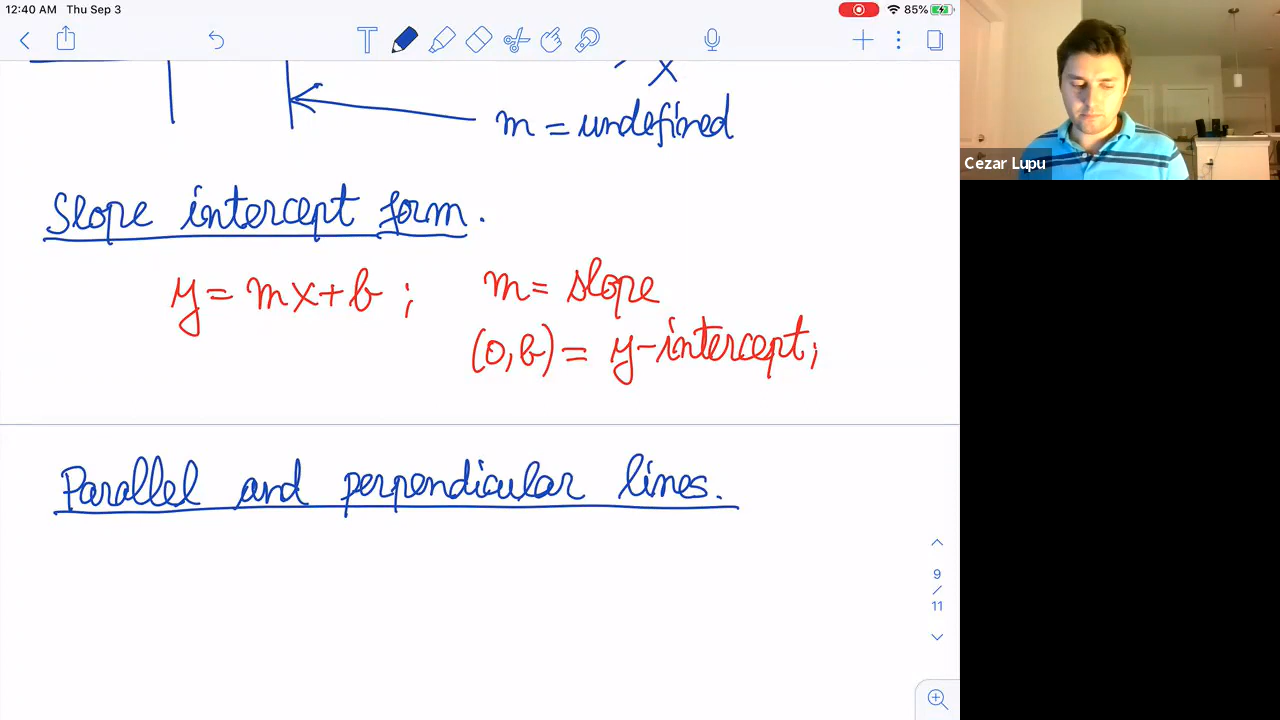 12:40 AM Thu Sep 3
85%
x
m = undefined
Slope intercept form.
y = mx + b ; m = slope
(0, b) = y-intercept;
Parallel and perpendicular lines.
9
/
11
Cezar Lupu